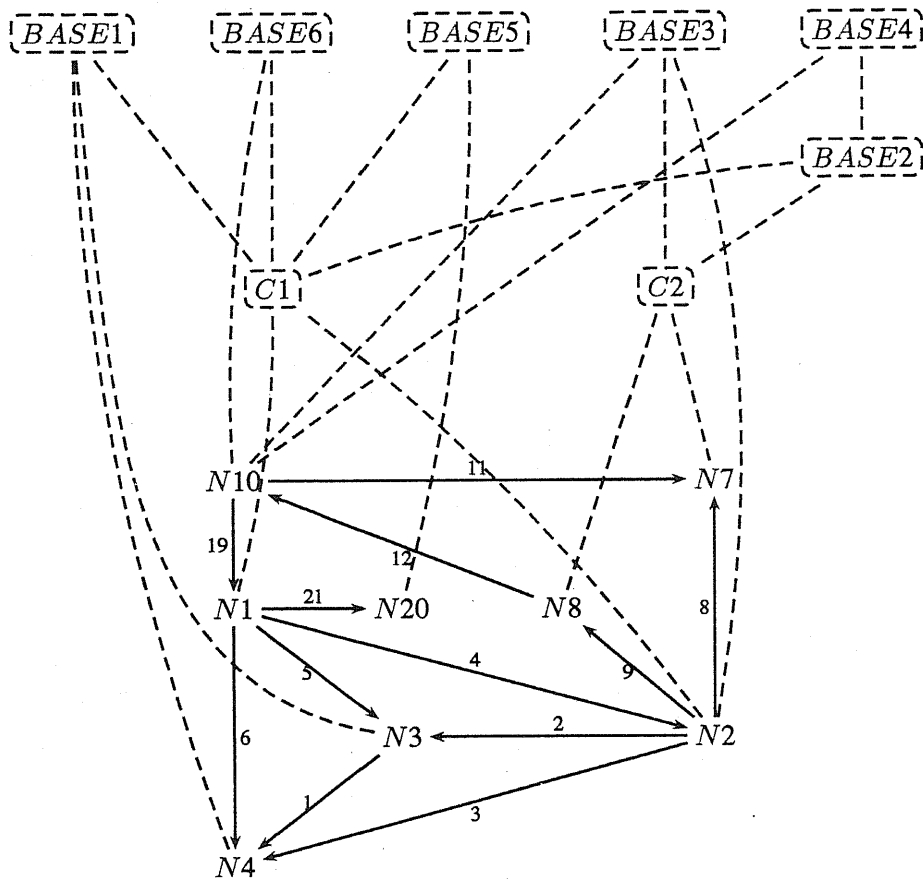 BASE1 BASE6 BASE5 BASE3 BASE4
BASE2
C1 C2
N10 11 N7
19 12
N1 21 N20 N8 8
4
5 9
6 N3 2 N2
1 3
N4